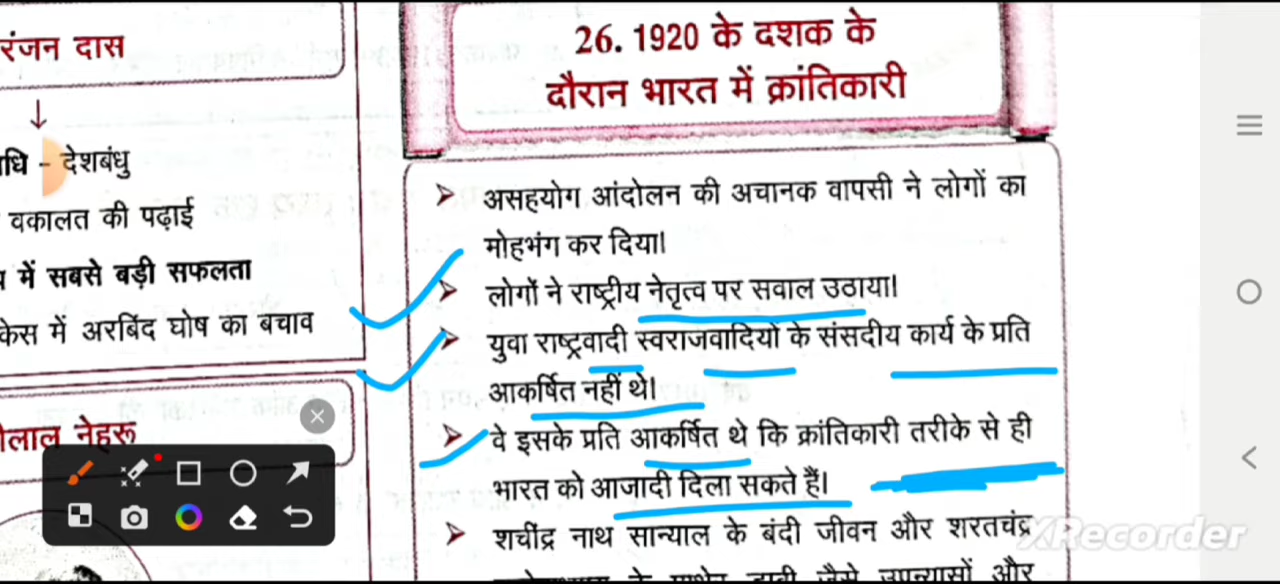 रंजन दास
देशबंधु
वकालत की पढ़ाई
में सबसे बड़ी सफलता
केस में अरबिंद घोष का बचाव
नेहरू
26. 1920 के दशक के
दौरान भारत में क्रांतिकारी
असहयोग आंदोलन की अचानक वापसी ने लोगों का
मोहभंग कर दिया।
लोगों ने राष्ट्रीय नेतृत्व पर सवाल उठाया।
युवा राष्ट्रवादी स्वराजवादियों के संसदीय कार्य के प्रति
आकर्षित नहीं थे।
वे इसके प्रति आकर्षित थे कि क्रांतिकारी तरीके से ही
भारत को आजादी दिला सकते हैं।
शचींद्र नाथ सान्याल के बंदी जीवन और शरतचंद्र
के जैसे उपन्यासों और
XRecorder